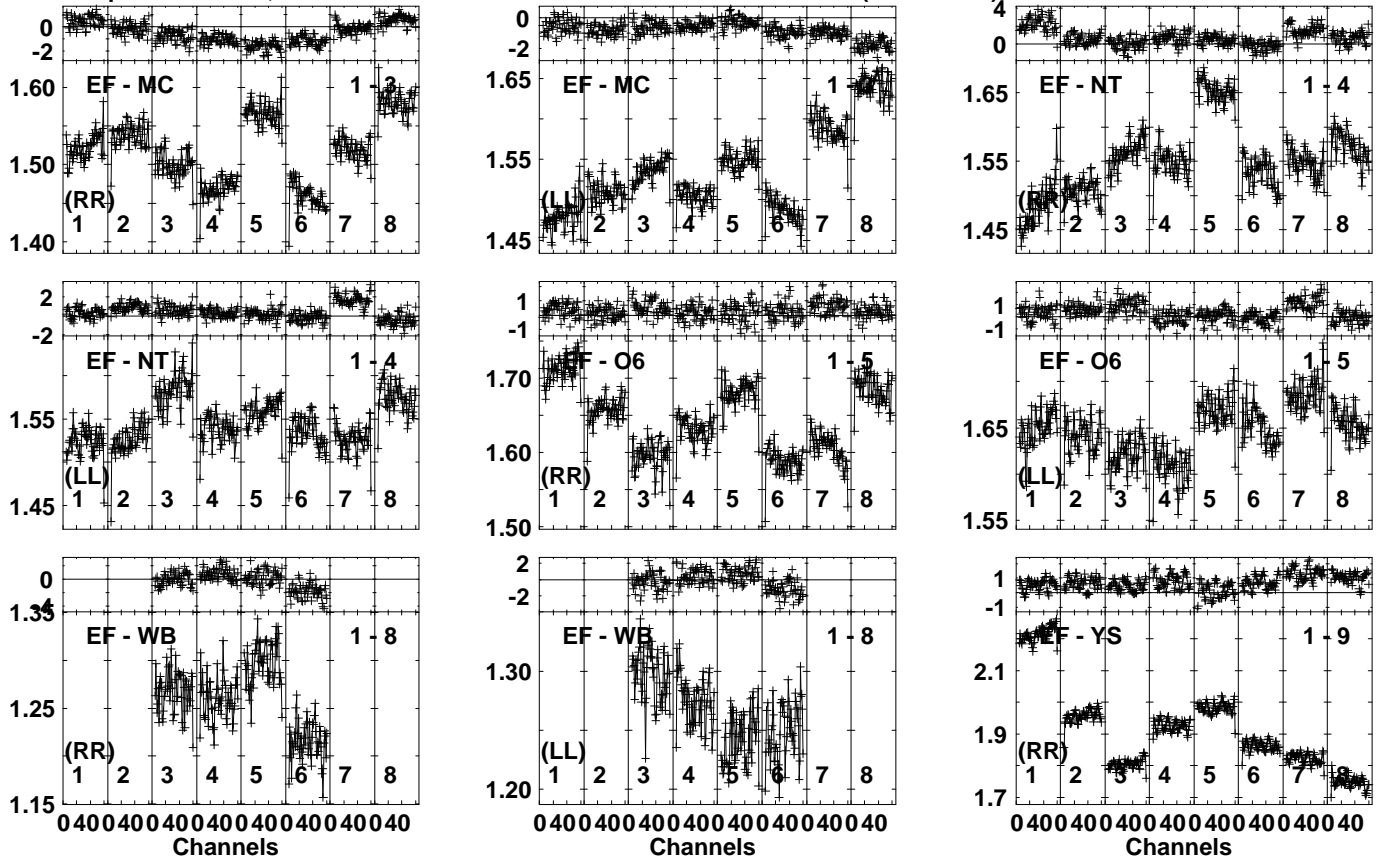 0
-2
1.60
1.50
1.40
EF - MC
1 - 3
(RR)
1 2 3 4 5 6 7 8
0
-2
1.65
1.55
1.45
EF - MC
(LL)
1 2 3 4 5 6 7 8
4
0
1.65
1.55
1.45
EF - NT
1 - 4
(RR)
1 2 3 4 5 6 7 8
2
-2
1.55
1.45
EF - NT
1 - 4
(LL)
1 2 3 4 5 6 7 8
1
-1
1.70
1.60
1.50
EF - O6
1 - 5
(RR)
1 2 3 4 5 6 7 8
1
-1
1.65
1.55
EF - O6
1 - 5
(LL)
1 2 3 4 5 6 7 8
0
1.35
1.25
1.15
EF - WB
1 - 8
(RR)
1 2 3 4 5 6 7 8
0 40 0 40 0 40 0 40 0 40 0 40 0 40 0 40
Channels
2
-2
1.30
1.20
EF - WB
1 - 8
(LL)
1 2 3 4 5 6 7 8
0 40 0 40 0 40 0 40 0 40 0 40 0 40 0 40
Channels
1
-1
2.1
1.9
1.7
EF - YS
1 - 9
(RR)
1 2 3 4 5 6 7 8
0 40 0 40 0 40 0 40 0 40 0 40 0 40 0 40
Channels